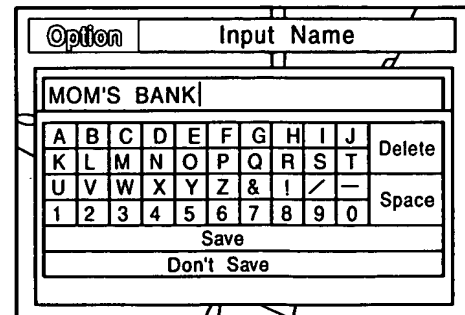 Option Input Name
MOM'S BANK
A B C D E F G H I J Delete
K L M N O P Q R S T
U V W X Y Z & ! / — Space
1 2 3 4 5 6 7 8 9 0
Save
Don't Save